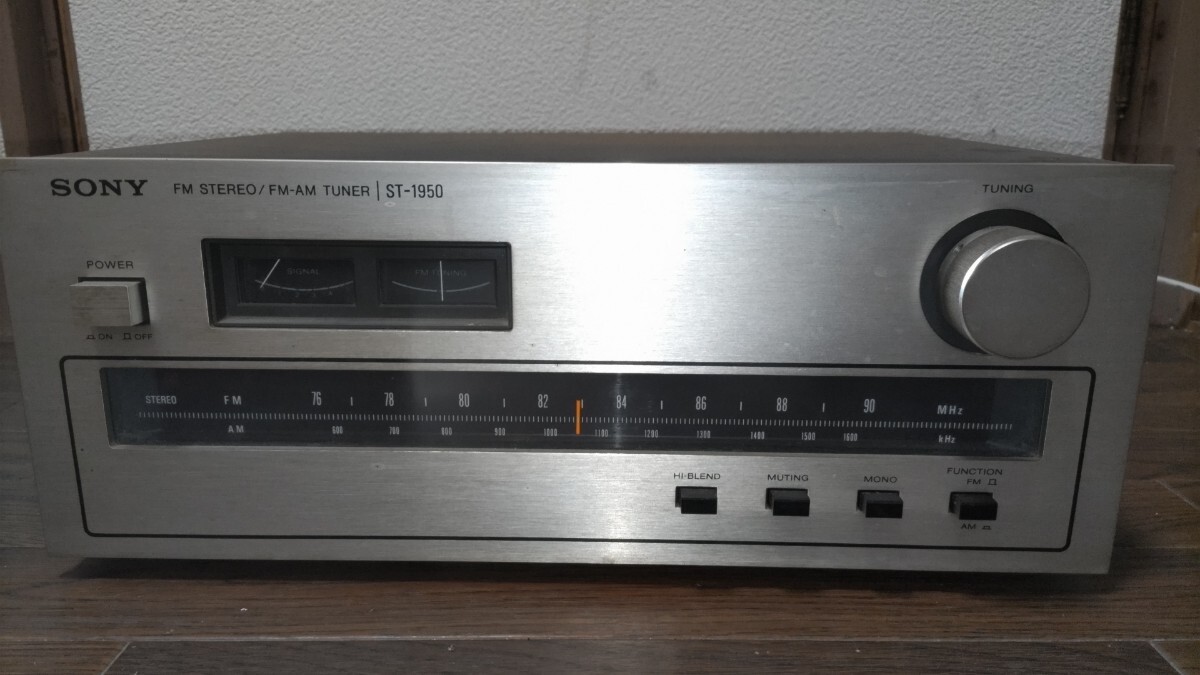 SONY FM STEREO/FM-AM TUNER | ST-1950
TUNING
POWER
SIGNAL
FM-TUNING
ON OFF
STEREO FM 76 78 80 82 84 86 88 90 MHz
AM 600 700 800 900 1000 1100 1200 1300 1400 1500 1600 kHz
HI-BLEND MUTING MONO FUNCTION
FM
AM